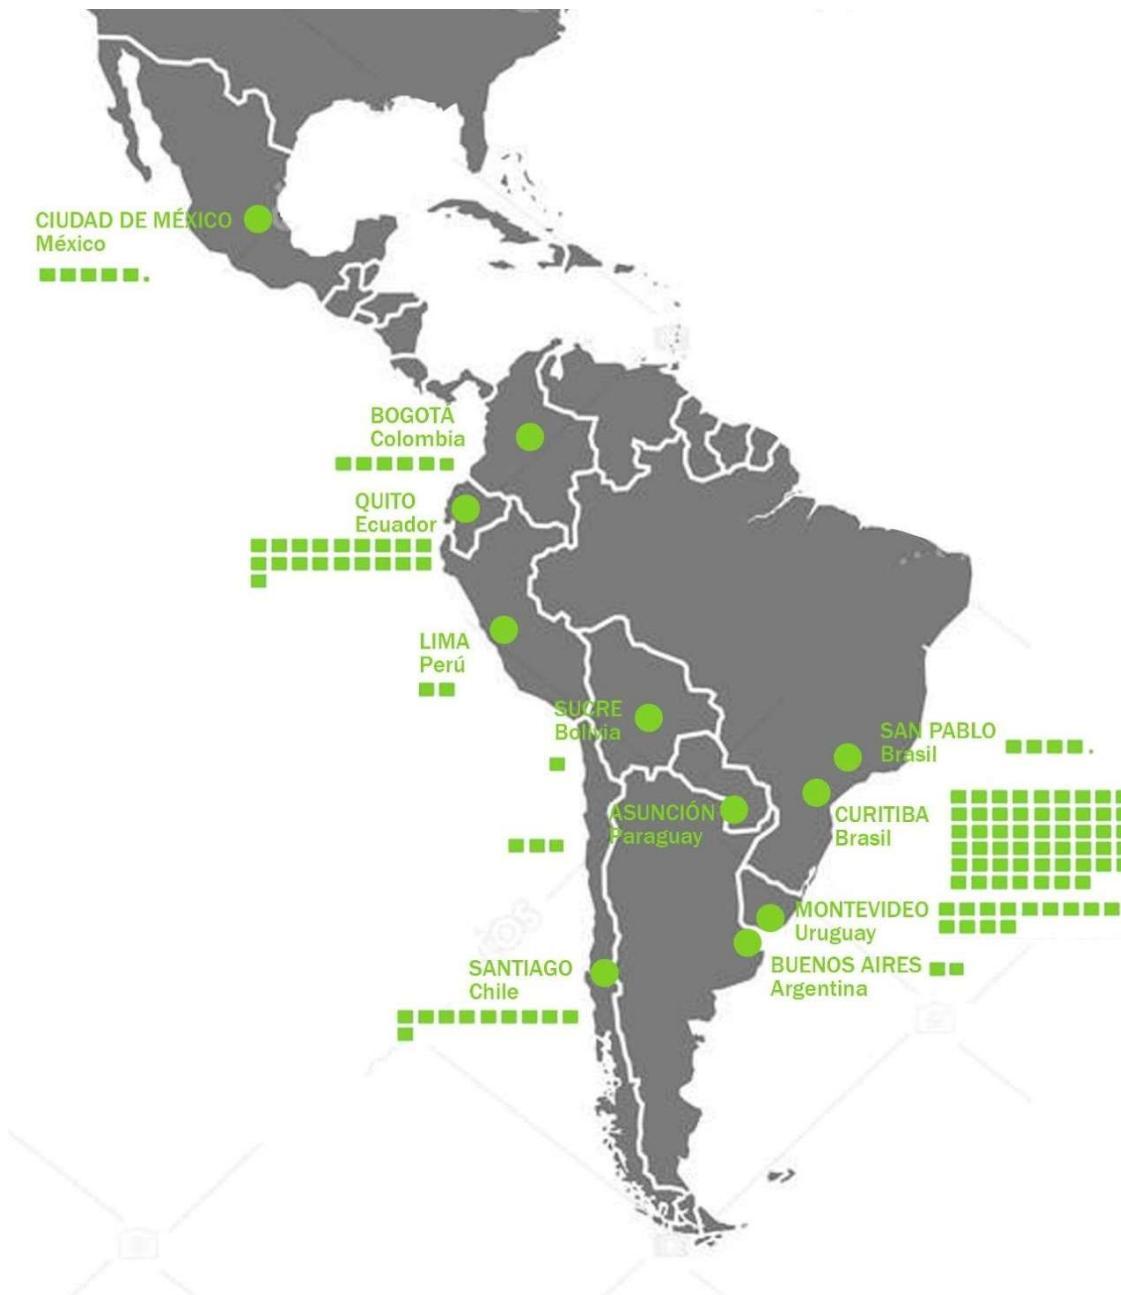 CIUDAD DE MÉXICO
México
BOGOTÁ
Colombia
QUITO
Ecuador
LIMA
Perú
SUCRE
Bolivia
SAN PABLO
Brasil
ASUNCIÓN
Paraguay
CURITIBA
Brasil
MONTEVIDEO
Uruguay
BUENOS AIRES
Argentina
SANTIAGO
Chile